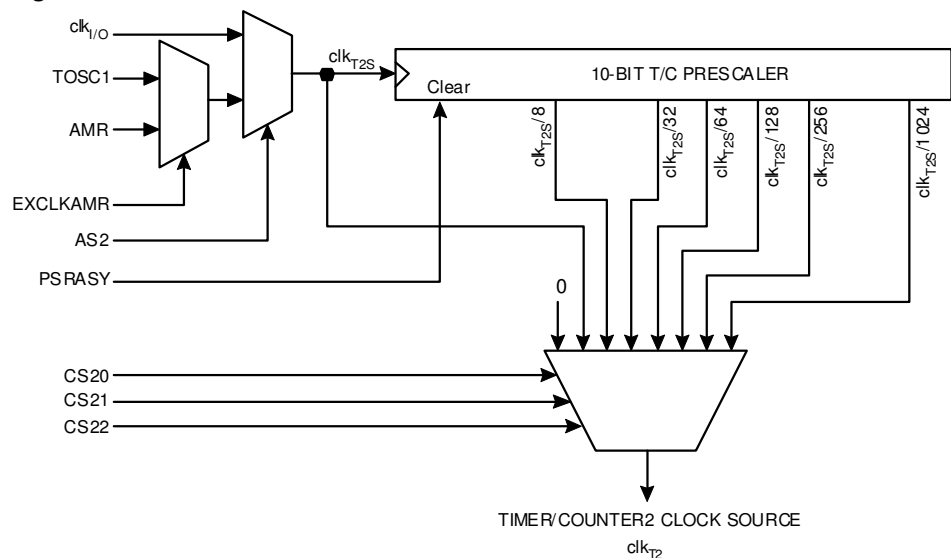 clkI/O
TOSC1
AMR
EXCLKAMR
AS2
PSRASY
clkT2S
10-BIT T/C PRESCALER
Clear
clkT2S/8
clkT2S/32
clkT2S/64
clkT2S/128
clkT2S/256
clkT2S/1024
0
CS20
CS21
CS22
TIMER/COUNTER2 CLOCK SOURCE
clkT2